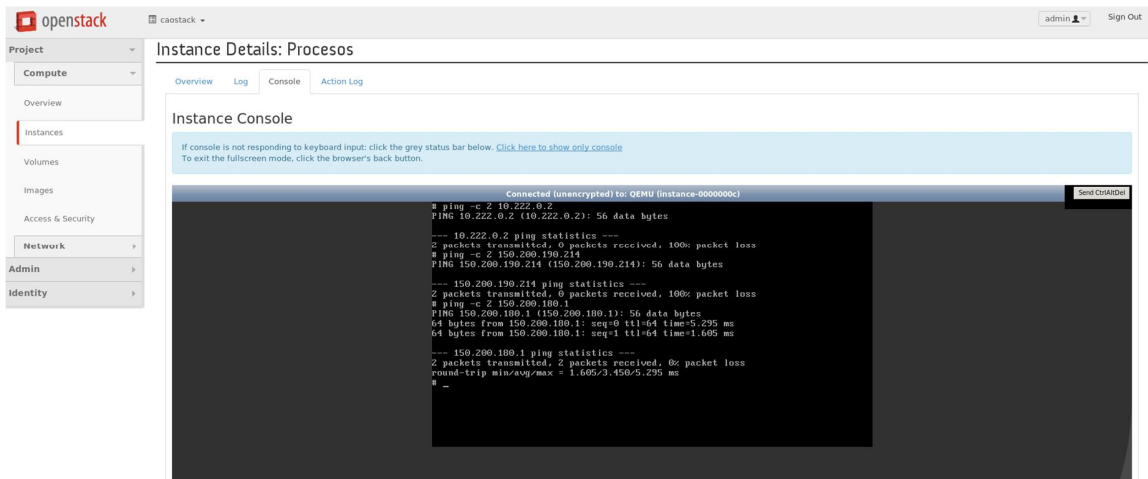 openstack
caostack
admin
Sign Out
Project
Compute
Overview
Instances
Volumes
Images
Access & Security
Network
Admin
Identity
Instance Details: Procesos
Overview
Log
Console
Action Log
Instance Console
If console is not responding to keyboard input: click the grey status bar below. Click here to show only console
To exit the fullscreen mode, click the browser's back button.
Connected (unencrypted) to: QEMU (instance-0000000c)
Send CtrlAltDel
# ping -c 2 10.222.0.2
PING 10.222.0.2 (10.222.0.2): 56 data bytes
--- 10.222.0.2 ping statistics ---
2 packets transmitted, 0 packets received, 100% packet loss
# ping -c 2 150.200.190.214
PING 150.200.190.214 (150.200.190.214): 56 data bytes
--- 150.200.190.214 ping statistics ---
2 packets transmitted, 0 packets received, 100% packet loss
# ping -c 2 150.200.180.1
PING 150.200.180.1 (150.200.180.1): 56 data bytes
64 bytes from 150.200.180.1: seq=0 ttl=64 time=5.295 ms
64 bytes from 150.200.180.1: seq=1 ttl=64 time=1.605 ms
--- 150.200.180.1 ping statistics ---
2 packets transmitted, 2 packets received, 0% packet loss
round-trip min/avg/max = 1.605/3.450/5.295 ms
# _